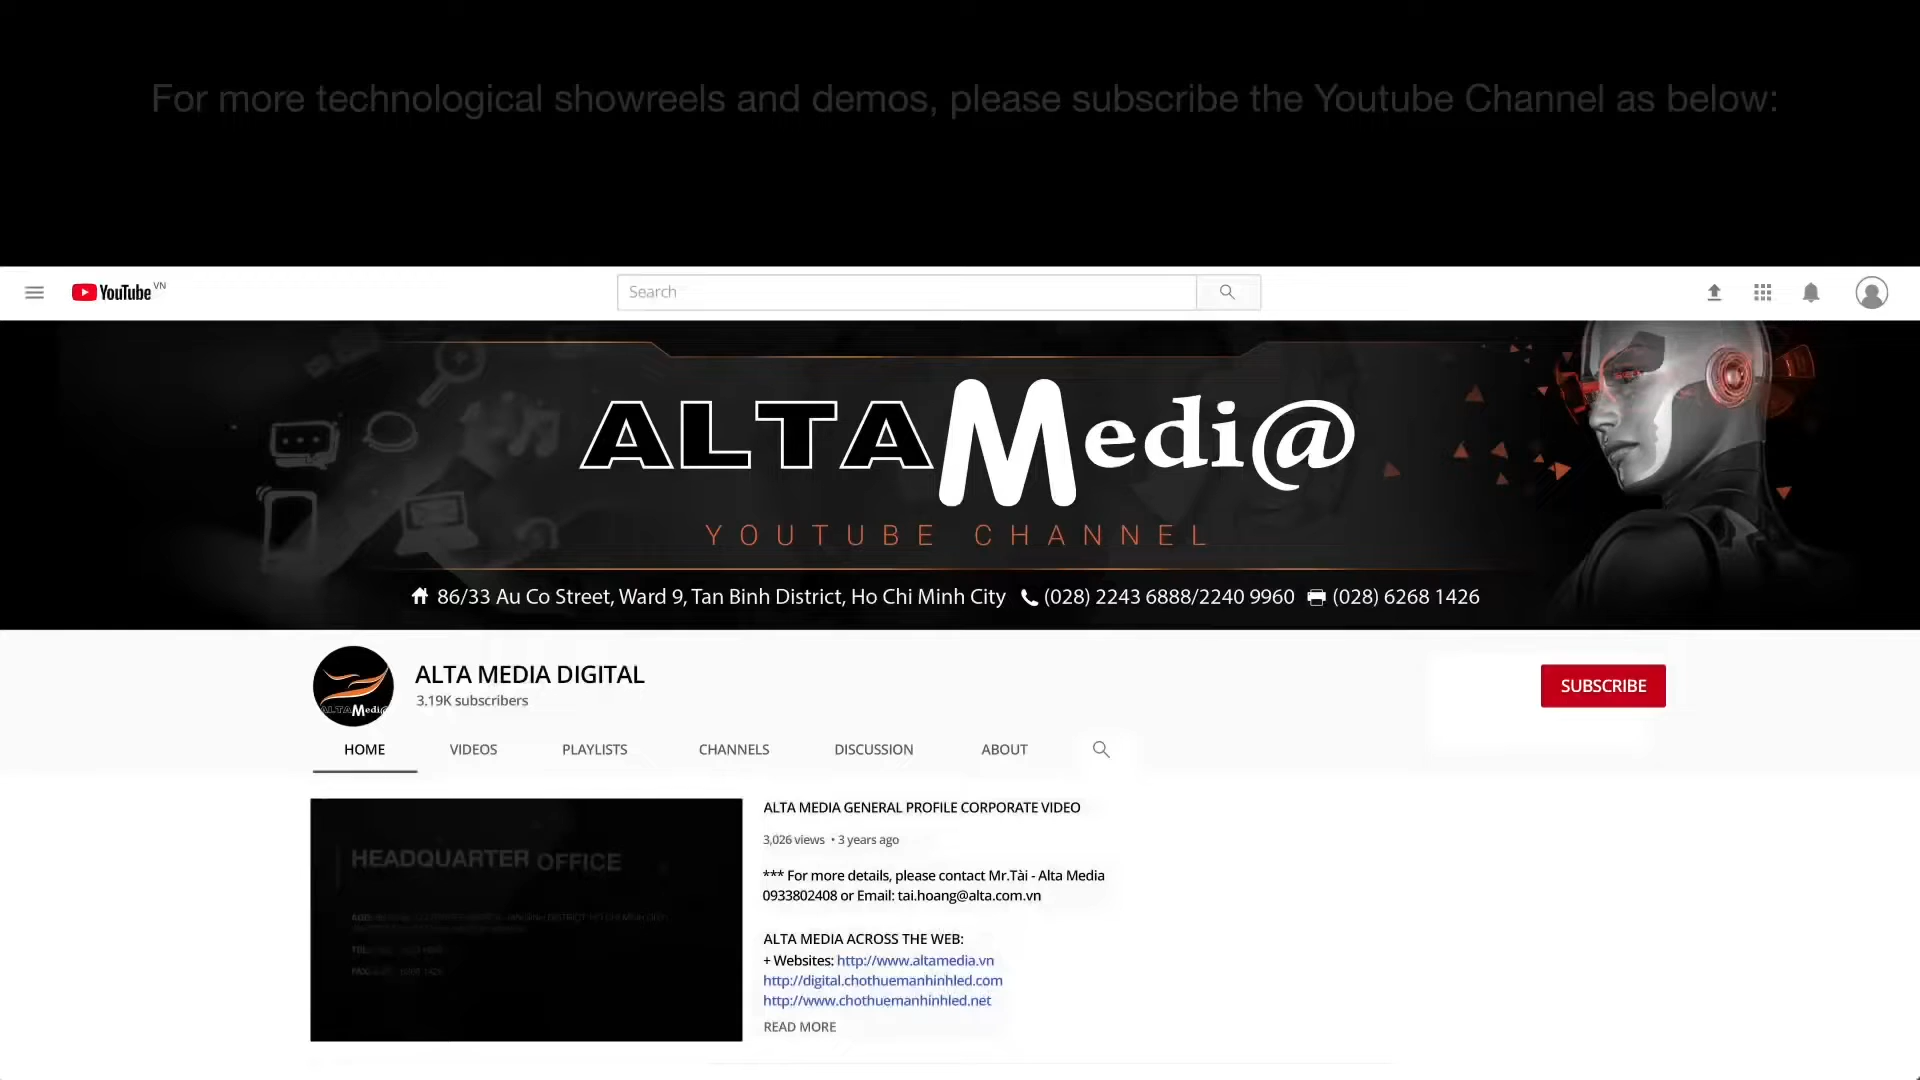 For more technological showreels and demos, please subscribe the Youtube Channel as below:
YouTube VN
Search
ALTAMedi@
YOUTUBE CHANNEL
86/33 Au Co Street, Ward 9, Tan Binh District, Ho Chi Minh City (028) 2243 6888/2240 9960 (028) 6268 1426
ALTAMedi@
ALTA MEDIA DIGITAL
3.19K subscribers
SUBSCRIBE
HOME VIDEOS PLAYLISTS CHANNELS DISCUSSION ABOUT
HEADQUARTER OFFICE
ALTA MEDIA GENERAL PROFILE CORPORATE VIDEO
3,026 views • 3 years ago
*** For more details, please contact Mr.Tài - Alta Media
0933802408 or Email: tai.hoang@alta.com.vn
ALTA MEDIA ACROSS THE WEB:
+ Websites: http://www.altamedia.vn
http://digital.chothuemanhinhled.com
http://www.chothuemanhinhled.net
READ MORE